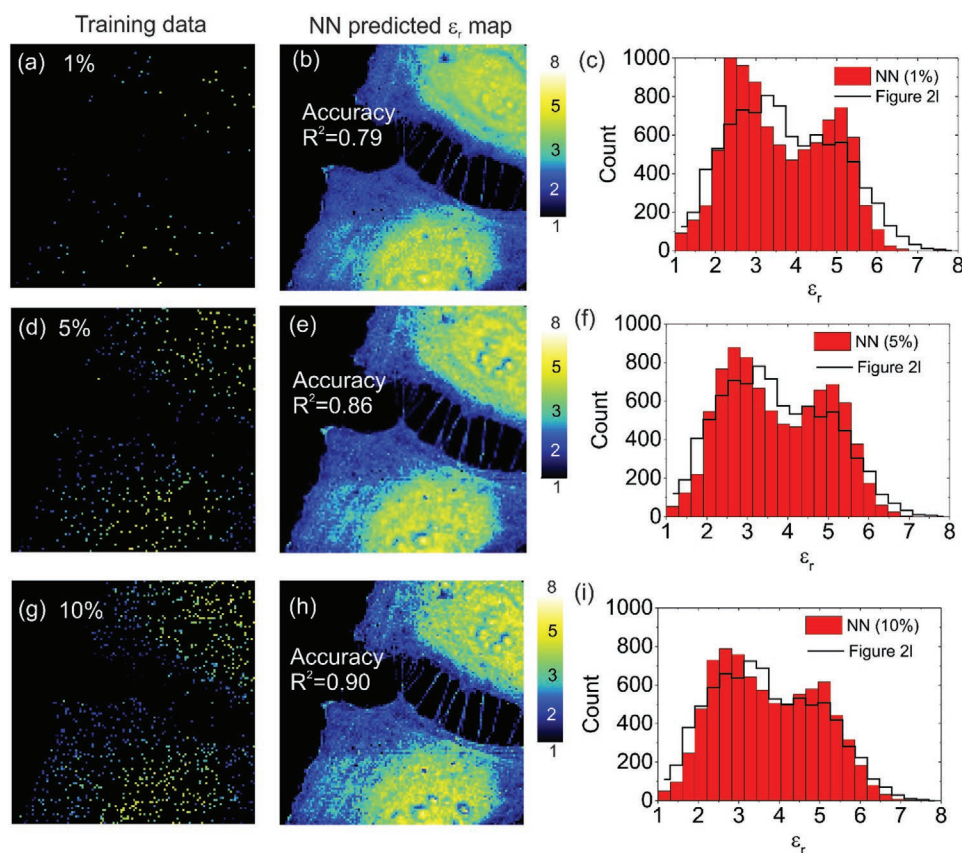 Training data NN predicted εr map
(a) 1%
(b)
Accuracy
R²=0.79
8
5
3
2
1
(c)
NN (1%)
Figure 2l
Count
1000
800
600
400
200
0
1 2 3 4 5 6 7 8
εr
(d) 5%
(e)
Accuracy
R²=0.86
8
5
3
2
1
(f)
NN (5%)
Figure 2l
Count
1000
800
600
400
200
0
1 2 3 4 5 6 7 8
εr
(g) 10%
(h)
Accuracy
R²=0.90
8
5
3
2
1
(i)
NN (10%)
Figure 2l
Count
1000
800
600
400
200
0
1 2 3 4 5 6 7 8
εr